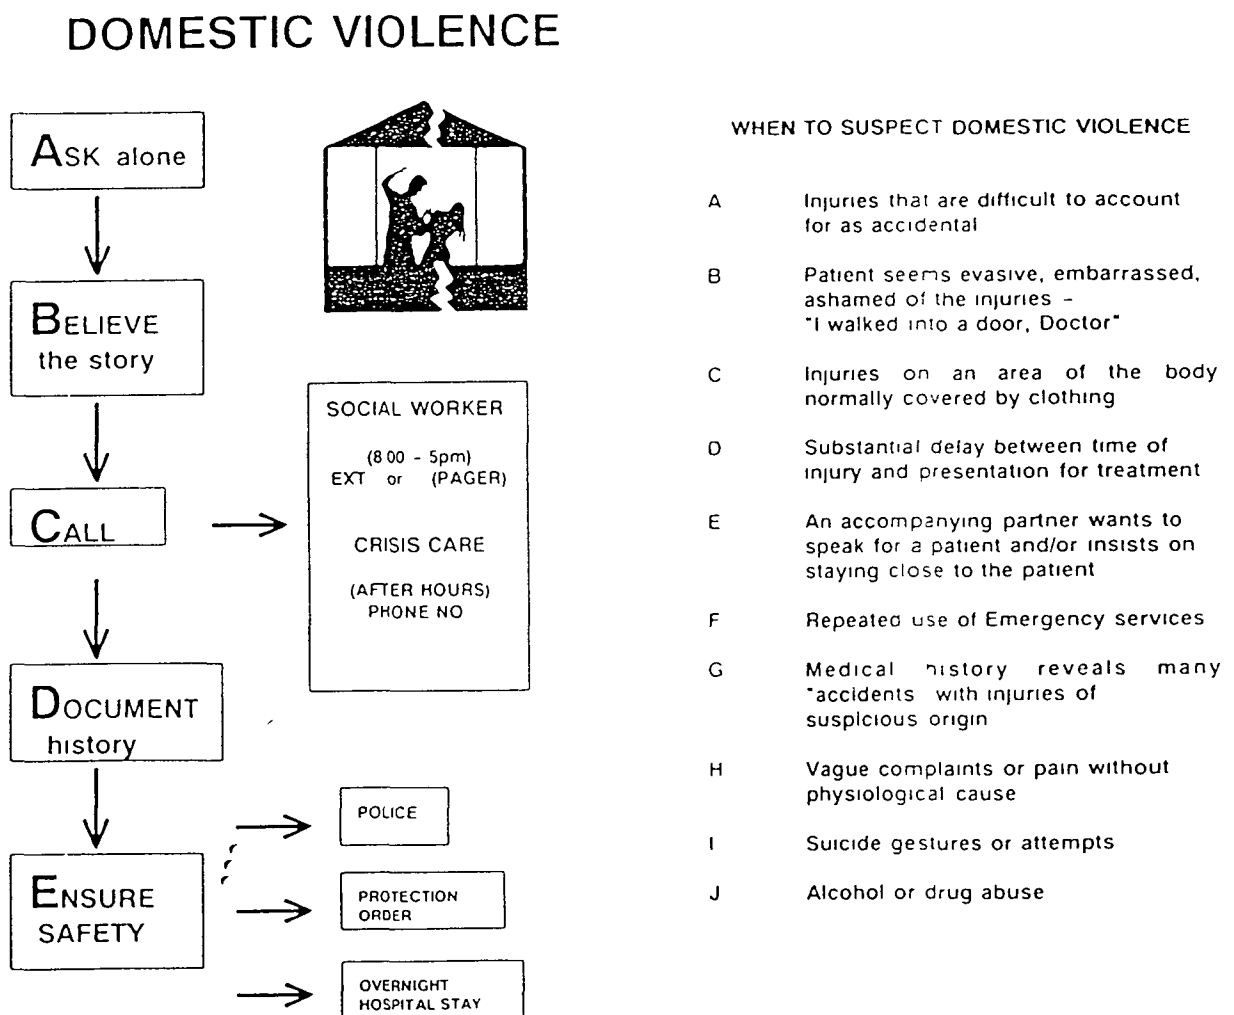 DOMESTIC VIOLENCE
ASK alone
BELIEVE
the story
CALL
SOCIAL WORKER
(8 00 - 5pm)
EXT or (PAGER)
CRISIS CARE
(AFTER HOURS)
PHONE NO
DOCUMENT
history
ENSURE
SAFETY
POLICE
PROTECTION
ORDER
OVERNIGHT
HOSPITAL STAY
WHEN TO SUSPECT DOMESTIC VIOLENCE
A Injuries that are difficult to account
for as accidental
B Patient seems evasive, embarrassed,
ashamed of the injuries -
"I walked into a door, Doctor"
C Injuries on an area of the body
normally covered by clothing
D Substantial delay between time of
injury and presentation for treatment
E An accompanying partner wants to
speak for a patient and/or insists on
staying close to the patient
F Repeated use of Emergency services
G Medical history reveals many
"accidents with injuries of
suspicious origin
H Vague complaints or pain without
physiological cause
I Suicide gestures or attempts
J Alcohol or drug abuse